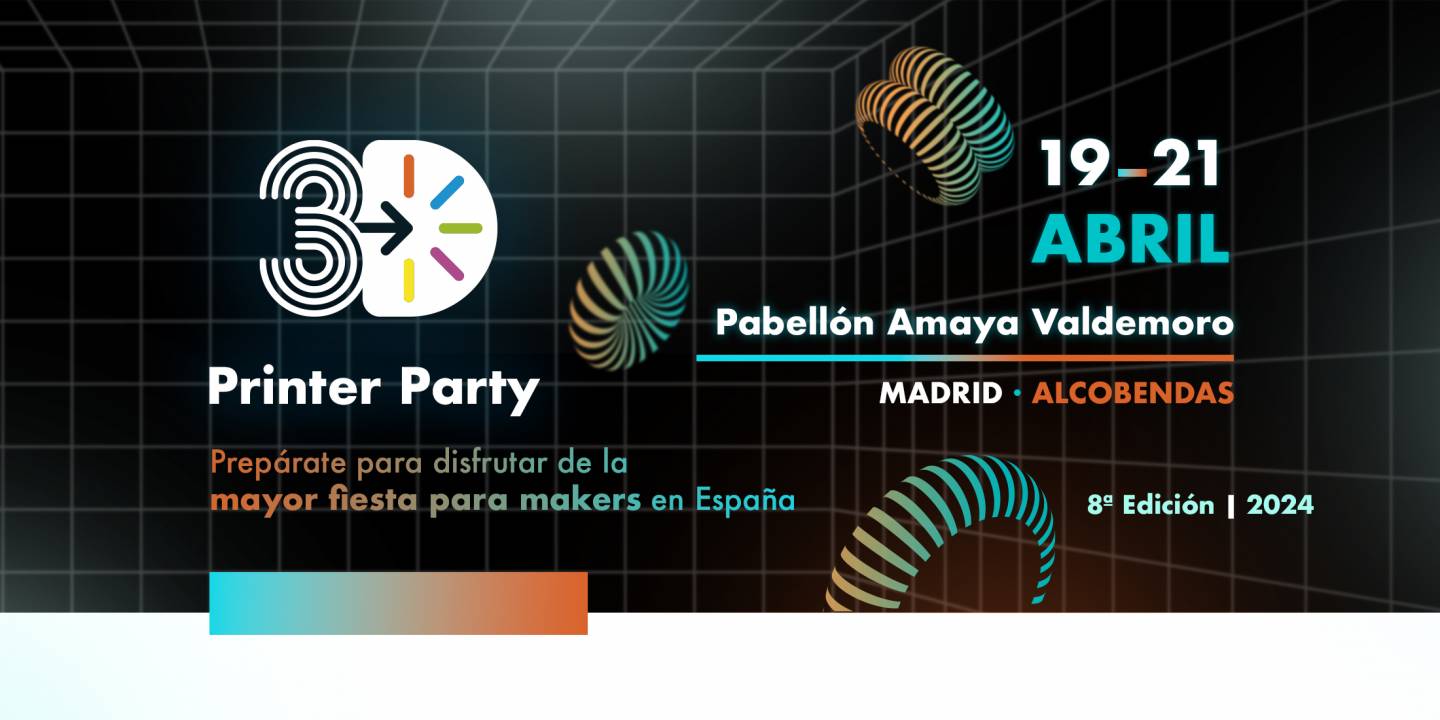 3D
Printer Party
Prepárate para disfrutar de la
mayor fiesta para makers en España
19–21
ABRIL
Pabellón Amaya Valdemoro
MADRID · ALCOBENDAS
8ª Edición | 2024